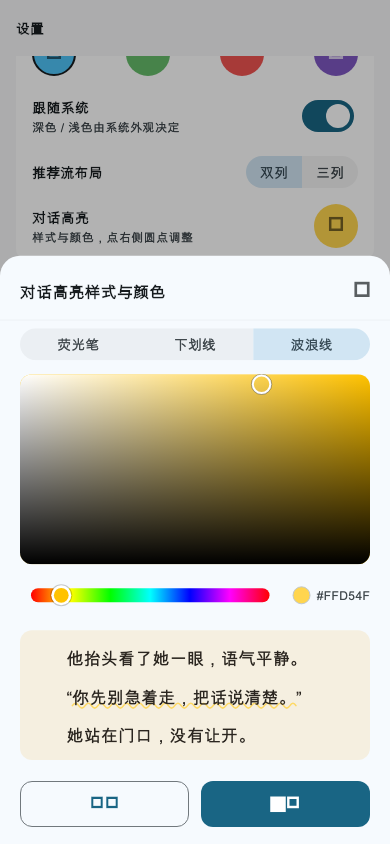 设置
跟随系统
深色 / 浅色由系统外观决定
推荐流布局
双列
三列
对话高亮
样式与颜色，点右侧圆点调整
对话高亮样式与颜色
荧光笔
下划线
波浪线
#FFD54F
他抬头看了她一眼，语气平静。
“你先别急着走，把话说清楚。”
她站在门口，没有让开。